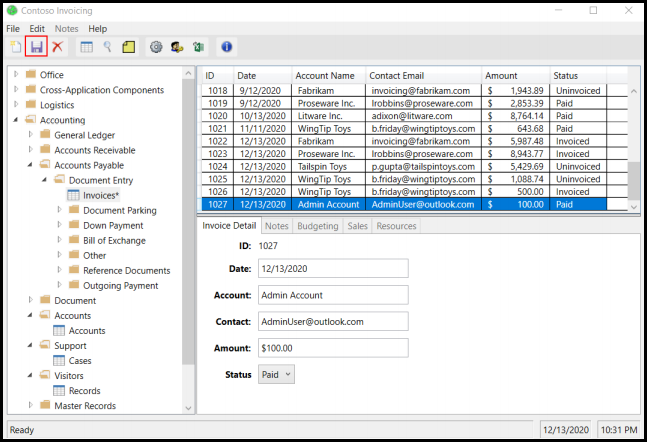 Contoso Invoicing
File Edit Notes Help
Office
Cross-Application Components
Logistics
Accounting
General Ledger
Accounts Receivable
Accounts Payable
Document Entry
Invoices*
Document Parking
Down Payment
Bill of Exchange
Other
Reference Documents
Outgoing Payment
Document
Accounts
Accounts
Support
Cases
Visitors
Records
Master Records
ID Date Account Name Contact Email Amount Status
1018 9/12/2020 Fabrikam invoicing@fabrikam.com $ 1,943.89 Uninvoiced
1019 9/12/2020 Proseware Inc. lrobbins@proseware.com $ 2,853.39 Paid
1020 10/13/2020 Litware Inc. adixon@litware.com $ 8,764.14 Paid
1021 11/11/2020 WingTip Toys b.friday@wingtiptoys.com $ 643.68 Paid
1022 12/13/2020 Fabrikam invoicing@fabrikam.com $ 5,987.48 Invoiced
1023 12/13/2020 Proseware Inc. lrobbins@proseware.com $ 8,943.77 Invoiced
1024 12/13/2020 Tailspin Toys p.gupta@tailspintoys.com $ 5,429.69 Uninvoiced
1025 12/13/2020 WingTip Toys b.friday@wingtiptoys.com $ 1,088.74 Uninvoiced
1026 12/13/2020 WingTip Toys b.friday@wingtiptoys.com $ 500.00 Invoiced
1027 12/13/2020 Admin Account AdminUser@outlook.com $ 100.00 Paid
Invoice Detail Notes Budgeting Sales Resources
ID: 1027
Date: 12/13/2020
Account: Admin Account
Contact: AdminUser@outlook.com
Amount: $100.00
Status Paid
Ready 12/13/2020 10:31 PM